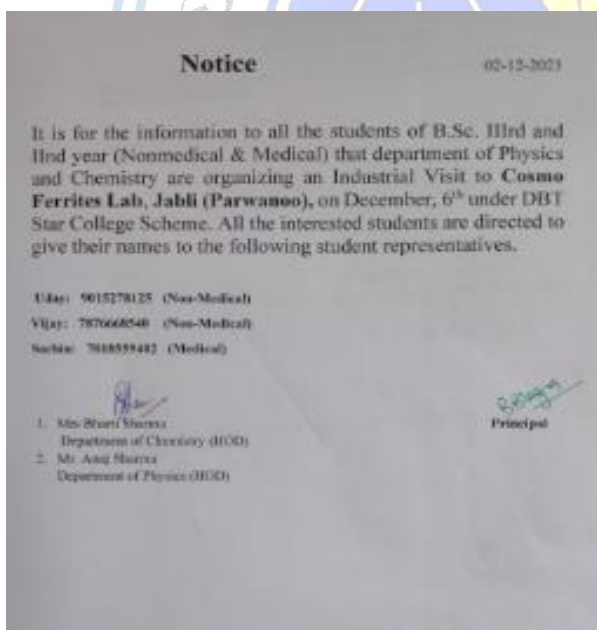 Notice 02-12-2021
It is for the information to all the students of B.Sc. IIIrd and
IInd year (Nonmedical & Medical) that department of Physics
and Chemistry are organizing an Industrial Visit to Cosmo
Ferrites Lab, Jabli (Parwanoo), on December, 6th under DBT
Star College Scheme. All the interested students are directed to
give their names to the following student representatives.
Uday: 9015278125 (Non-Medical)
Vijay: 7876668540 (Non-Medical)
Sachin: (Medical)
1. Mrs Bharti Sharma Principal
Department of Chemistry (HOD)
2. Mr. Anuj Sharma
Department of Physics (HOD)